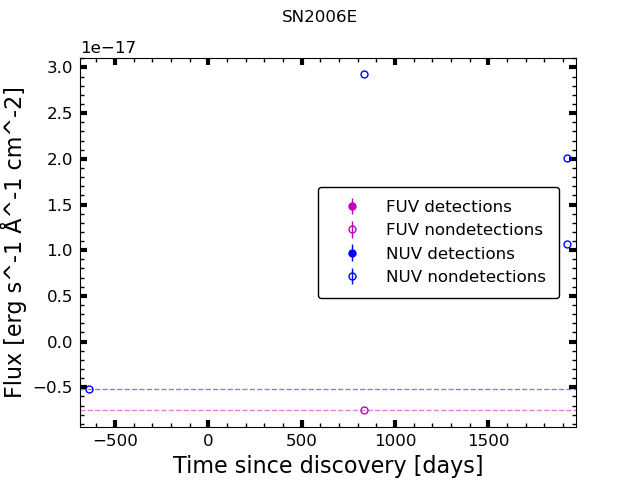 SN2006E
1e−17
3.0
2.5
2.0
1.5
1.0
0.5
0.0
−0.5
Flux [erg s^-1 Å^-1 cm^-2]
FUV detections
FUV nondetections
NUV detections
NUV nondetections
−500 0 500 1000 1500
Time since discovery [days]